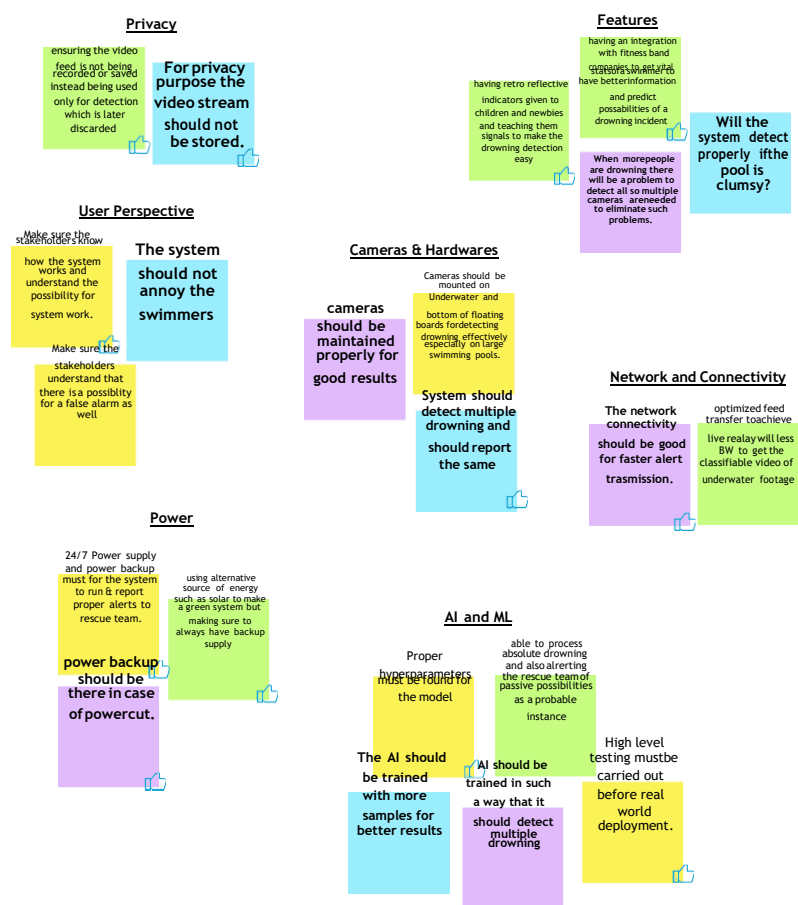 Privacy
ensuring the video
feed is not being
recorded or saved
instead being used
only for detection
which is later
discarded
For privacy
purpose the
video stream
should not
be stored.
Features
having an integration
with fitness band
companies to get vital
statsofa swimmer to
have betterinformation
and predict
possabilities of a
drowning incident
having retro reflective
indicators given to
children and newbies
and teaching them
signals to make the
drowning detection
easy
Will the
system detect
properly ifthe
pool is
clumsy?
When morepeople
are drowning there
will be a problem to
detect all so multiple
cameras areneeded
to eliminate such
problems.
User Perspective
Make sure the
stakeholders know
how the system
works and
understand the
possibility for
system work.
The system
should not
annoy the
swimmers
Make sure the
stakeholders
understand that
there is a possiblity
for a false alarm as
well
Cameras & Hardwares
Cameras should be
mounted on
Underwater and
bottom of floating
boards fordetecting
drowning effectively
especially on large
swimming pools.
cameras
should be
maintained
properly for
good results
System should
detect multiple
drowning and
should report
the same
Network and Connectivity
The network
connectivity
should be good
for faster alert
trasmission.
optimized feed
transfer toachieve
live realay will less
BW to get the
classifiable video of
underwater footage
Power
24/7 Power supply
and power backup
must for the system
to run & report
proper alerts to
rescue team.
using alternative
source of energy
such as solar to make
a green system but
making sure to
always have backup
supply
power backup
should be
there in case
of powercut.
AI and ML
Proper
hyperparameters
must be found for
the model
able to process
absolute drowning
and also alerting
the rescue team of
passive possibilities
as a probable
instance
High level
testing mustbe
carried out
before real
world
deployment.
The AI should
be trained
with more
samples for
better results
AI should be
trained in such
a way that it
should detect
multiple
drowning